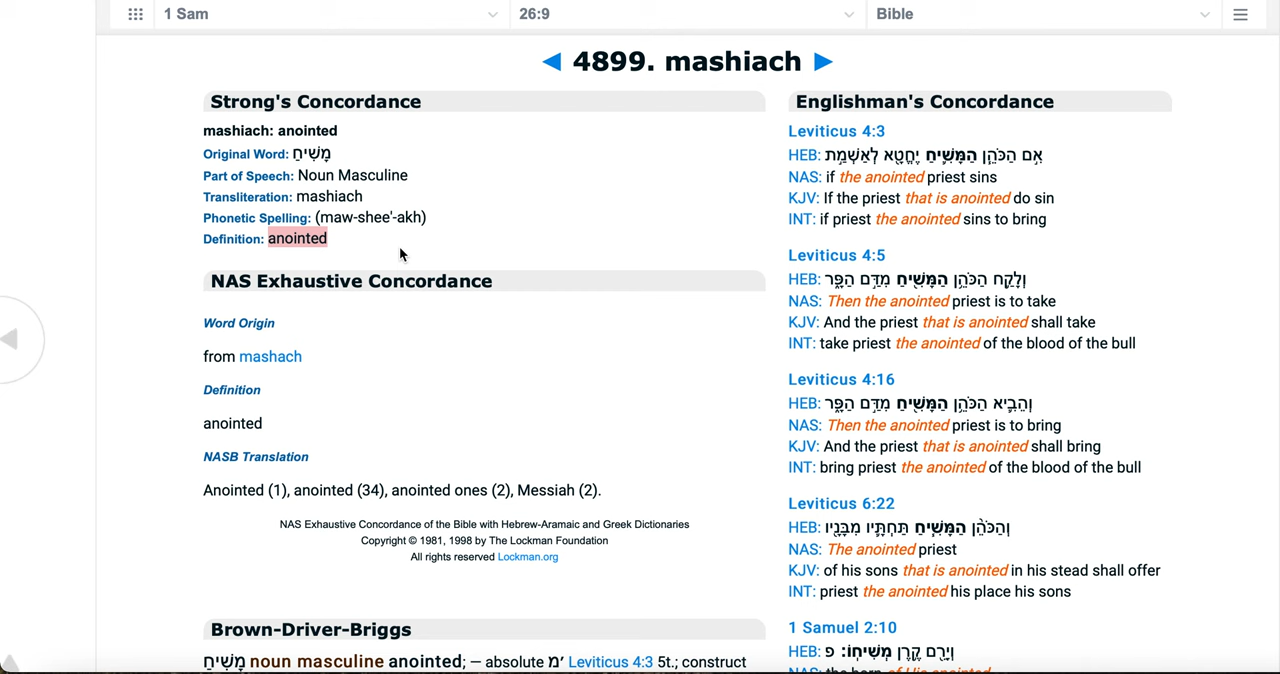 1 Sam
26:9
Bible
4899. mashiach
Strong's Concordance
mashiach: anointed
Original Word: מָשִׁיחַ
Part of Speech: Noun Masculine
Transliteration: mashiach
Phonetic Spelling: (maw-shee'-akh)
Definition: anointed
NAS Exhaustive Concordance
Word Origin
from mashach
Definition
anointed
NASB Translation
Anointed (1), anointed (34), anointed ones (2), Messiah (2).
NAS Exhaustive Concordance of the Bible with Hebrew-Aramaic and Greek Dictionaries
Copyright © 1981, 1998 by The Lockman Foundation
All rights reserved Lockman.org
Brown-Driver-Briggs
מָשִׁיחַ noun masculine anointed; — absolute מ׳ Leviticus 4:3 5t.; construct
Englishman's Concordance
Leviticus 4:3
HEB: אִ֣ם הַכֹּהֵ֧ן הַמָּשִׁ֛יחַ יֶחֱטָ֖א לְאַשְׁמַ֣ת
NAS: if the anointed priest sins
KJV: If the priest that is anointed do sin
INT: if priest the anointed sins to bring
Leviticus 4:5
HEB: וְלָקַ֛ח הַכֹּהֵ֥ן הַמָּשִׁ֖יחַ מִדַּ֣ם הַפָּ֑ר
NAS: Then the anointed priest is to take
KJV: And the priest that is anointed shall take
INT: take priest the anointed of the blood of the bull
Leviticus 4:16
HEB: וְהֵבִ֛יא הַכֹּהֵ֥ן הַמָּשִׁ֖יחַ מִדַּ֣ם הַפָּ֑ר
NAS: Then the anointed priest is to bring
KJV: And the priest that is anointed shall bring
INT: bring priest the anointed of the blood of the bull
Leviticus 6:22
HEB: וְהַכֹּהֵ֨ן הַמָּשִׁ֧יחַ תַּחְתָּ֛יו מִבָּנָ֖יו
NAS: The anointed priest
KJV: of his sons that is anointed in his stead shall offer
INT: priest the anointed his place his sons
1 Samuel 2:10
HEB: וְיָרֵ֖ם קֶ֥רֶן מְשִׁיחֽוֹ׃ פ
NAS: the horn of His anointed